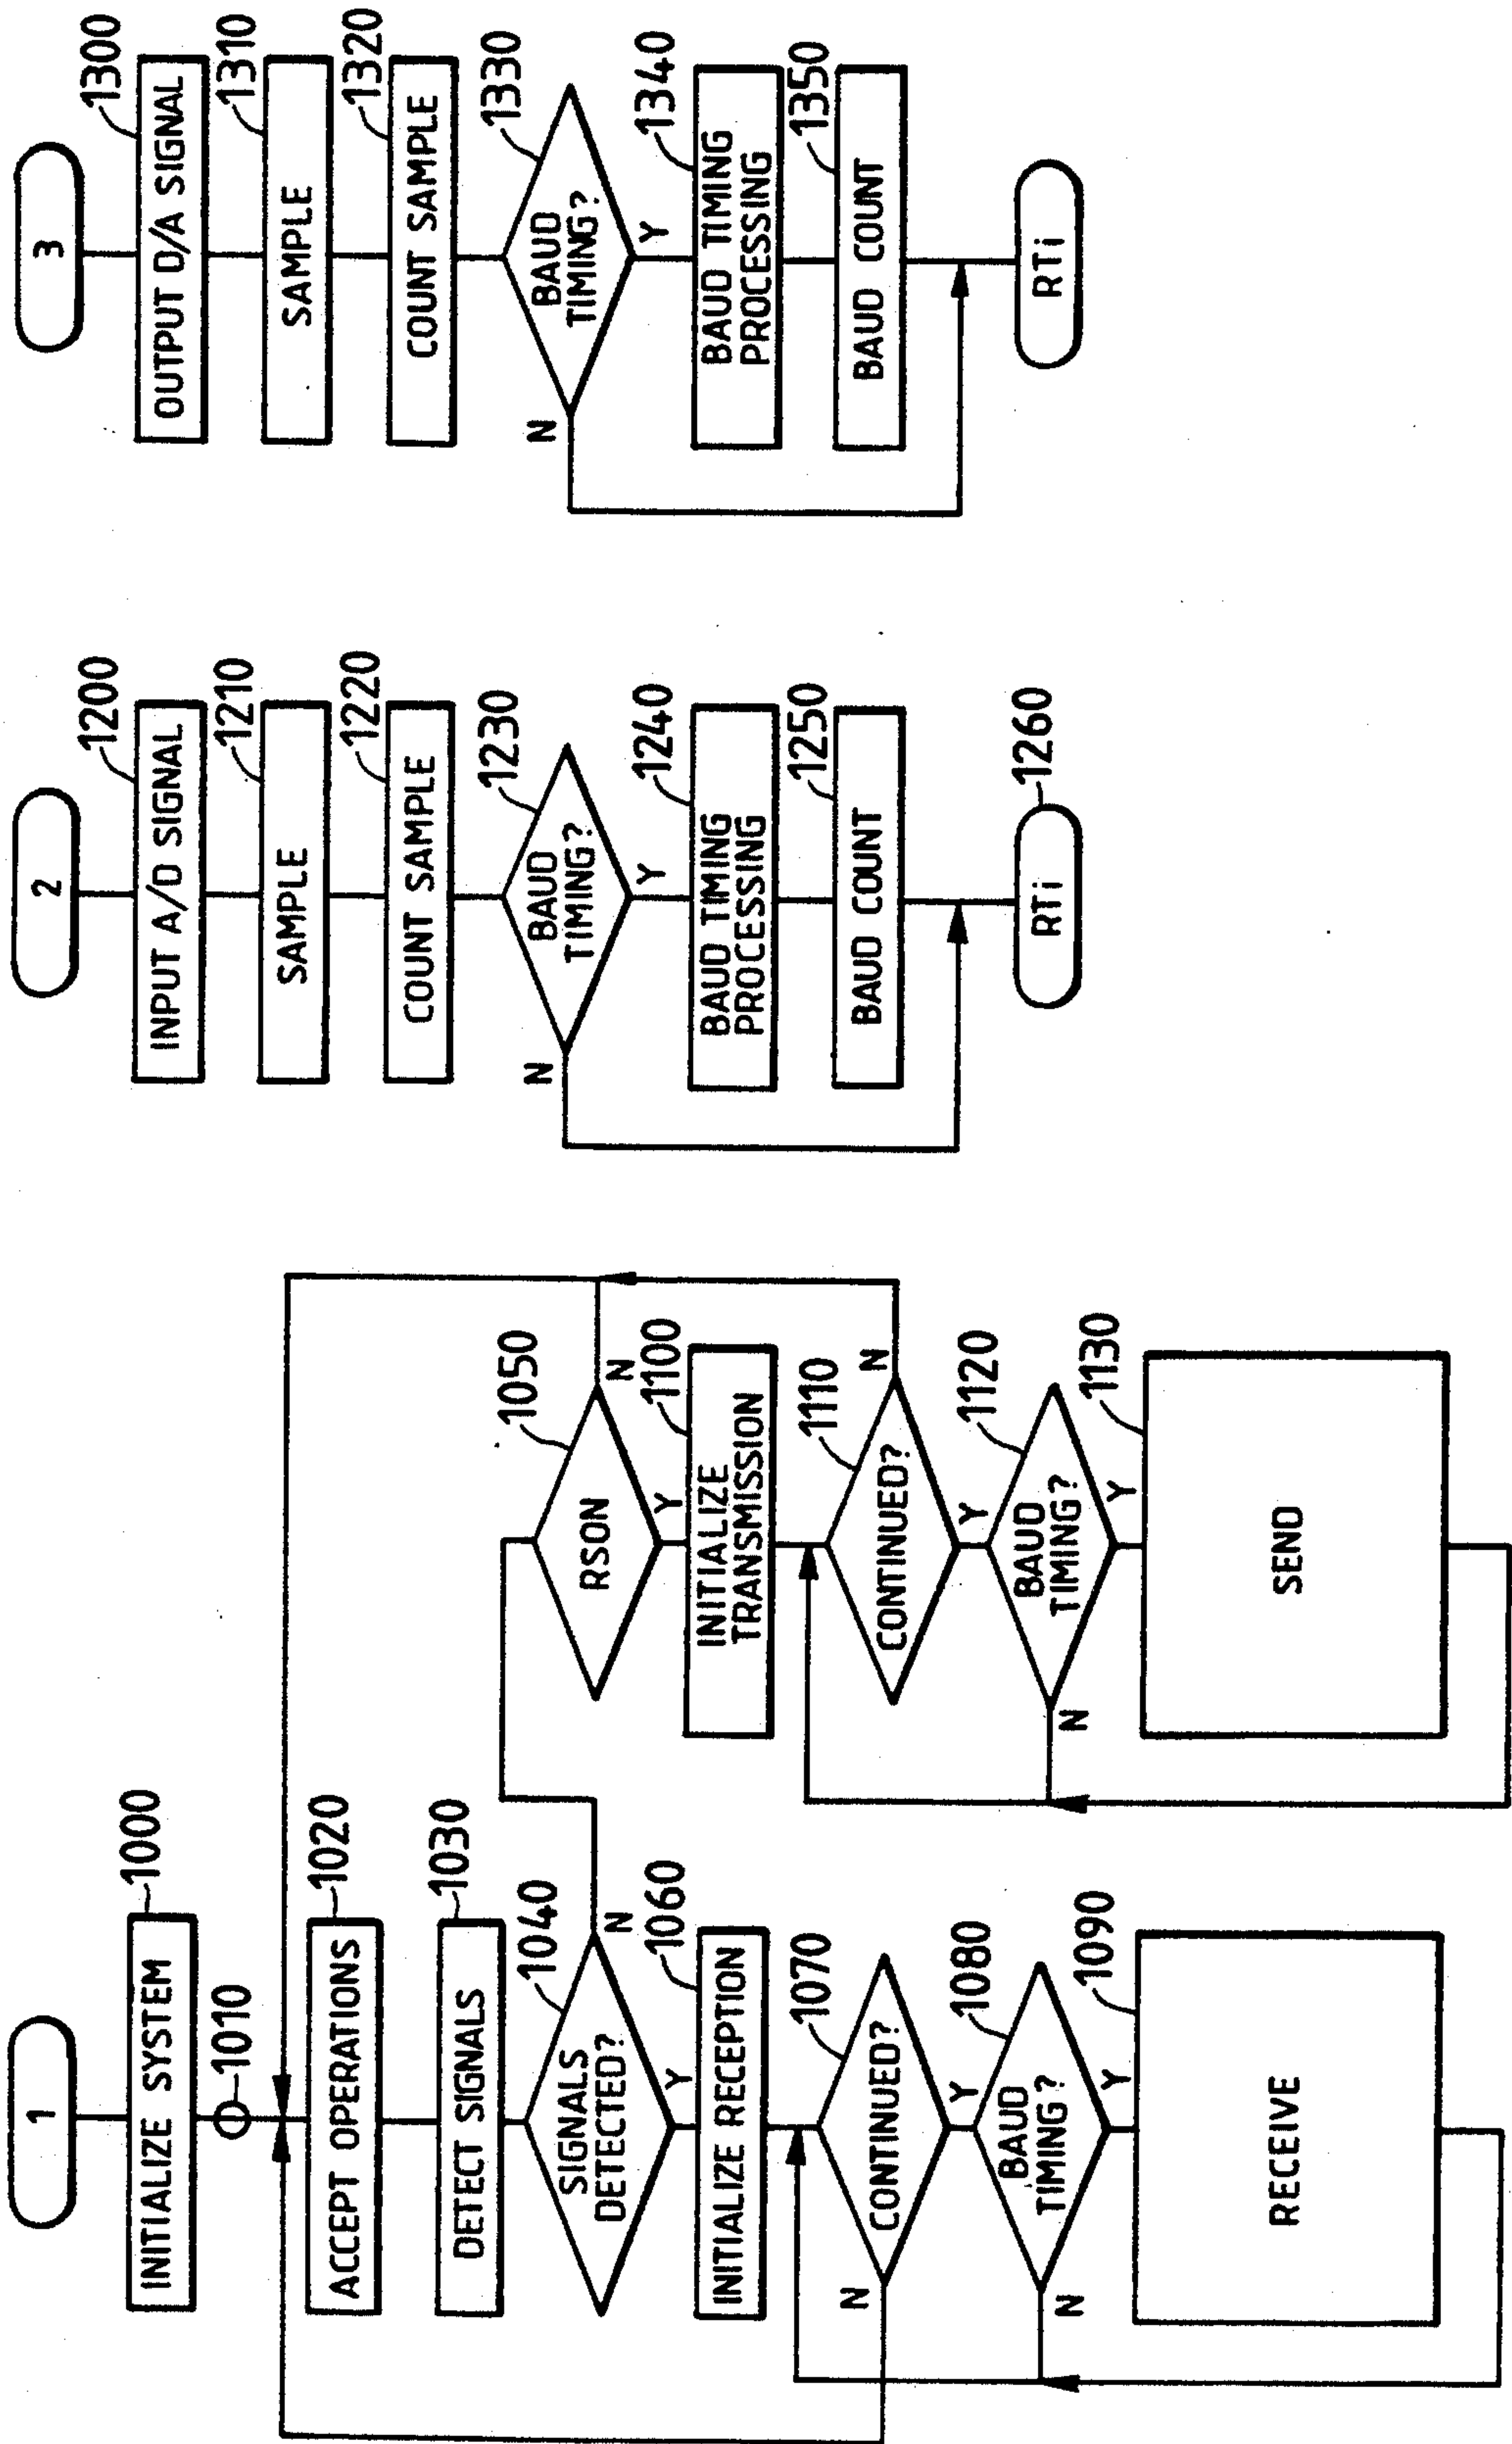 1
INITIALIZE SYSTEM
1000
1010
ACCEPT OPERATIONS
1020
DETECT SIGNALS
1030
SIGNALS
DETECTED?
1040
N
Y
INITIALIZE RECEPTION
1060
CONTINUED?
1070
N
Y
BAUD
TIMING?
1080
N
Y
RECEIVE
1090
RSON
1050
N
Y
INITIALIZE
TRANSMISSION
1100
CONTINUED?
1110
N
Y
BAUD
TIMING?
1120
N
Y
SEND
1130
2
INPUT A/D SIGNAL
1200
SAMPLE
1210
COUNT SAMPLE
1220
BAUD
TIMING?
1230
N
Y
BAUD TIMING
PROCESSING
1240
BAUD COUNT
1250
RTi
1260
3
OUTPUT D/A SIGNAL
1300
SAMPLE
1310
COUNT SAMPLE
1320
BAUD
TIMING?
1330
N
Y
BAUD TIMING
PROCESSING
1340
BAUD COUNT
1350
RTi